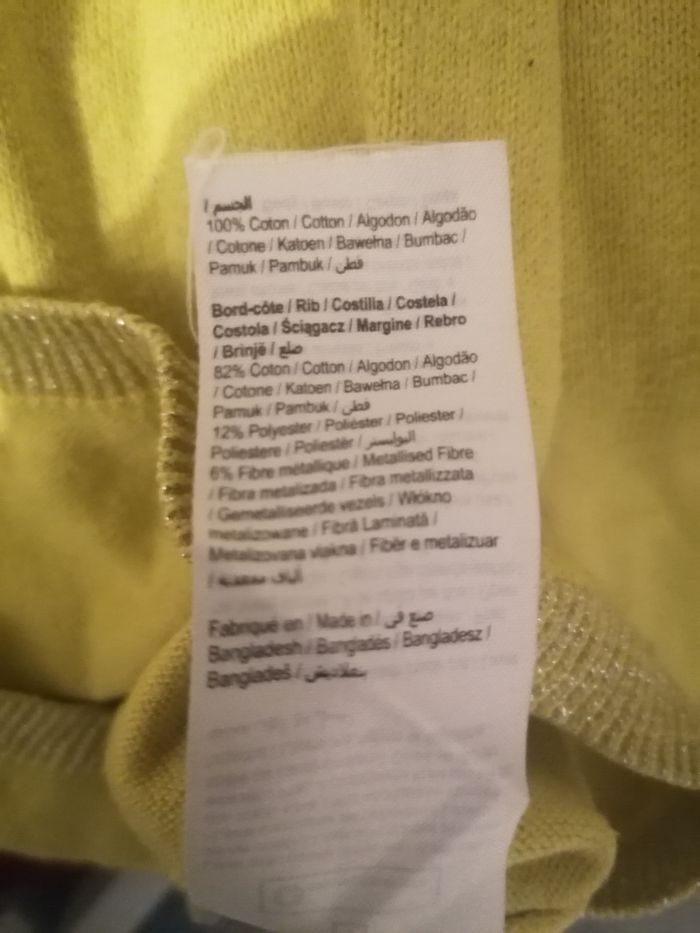 الجسم /
100% Coton / Cotton / Algodon / Algodão
/ Cotone / Katoen / Bawełna / Bumbac /
Pamuk / Pambuk / قطن
Bord-côte / Rib / Costilla / Costela /
Costola / Ściągacz / Margine / Rebro
/ Brinjë / ضلع
82% Coton / Cotton / Algodon / Algodão
/ Cotone / Katoen / Bawełna / Bumbac /
Pamuk / Pambuk / قطن
12% Polyester / Poliéster / Poliester /
Poliestere / Poliestër / البوليستر
6% Fibre métallique / Metallised Fibre
/ Fibra metalizada / Fibra metallizzata
/ Gemetalliseerde vezels / Włókno
metalizowane / Fibră Laminată /
Metalizovana vlakna / Fibër e metalizuar
/ ألياف معدنية
Fabriqué en / Made in / صنع في
Bangladesh / Bangladés / Bangladesz /
Bangladeš / بنغلاديش